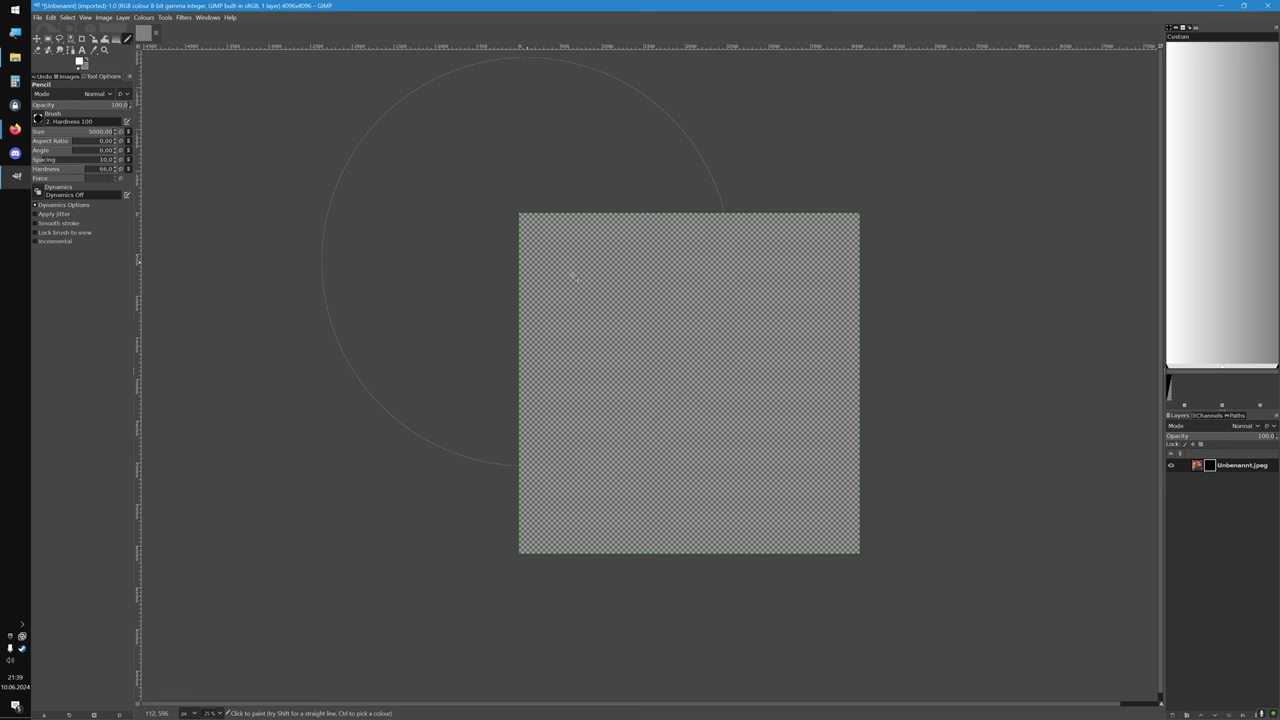 *[Unbenannt] (imported)-1.0 (RGB colour 8-bit gamma integer, GIMP built-in sRGB, 1 layer) 4096x4096 – GIMP
File Edit Select View Image Layer Colours Tools Filters Windows Help
Undo Images Tool Options
Pencil
Mode Normal
Opacity 100,0
Brush
2. Hardness 100
Size 5000,00
Aspect Ratio 0,00
Angle 0,00
Spacing 10,0
Hardness 66,0
Force
Dynamics
Dynamics Off
Dynamics Options
Apply Jitter
Smooth stroke
Lock brush to view
Incremental
Custom
Layers Channels Paths
Mode Normal
Opacity 100,0
Lock:
Unbenannt.jpeg
21:39
10.06.2024
112, 596 px 25 % Click to paint (try Shift for a straight line, Ctrl to pick a colour)